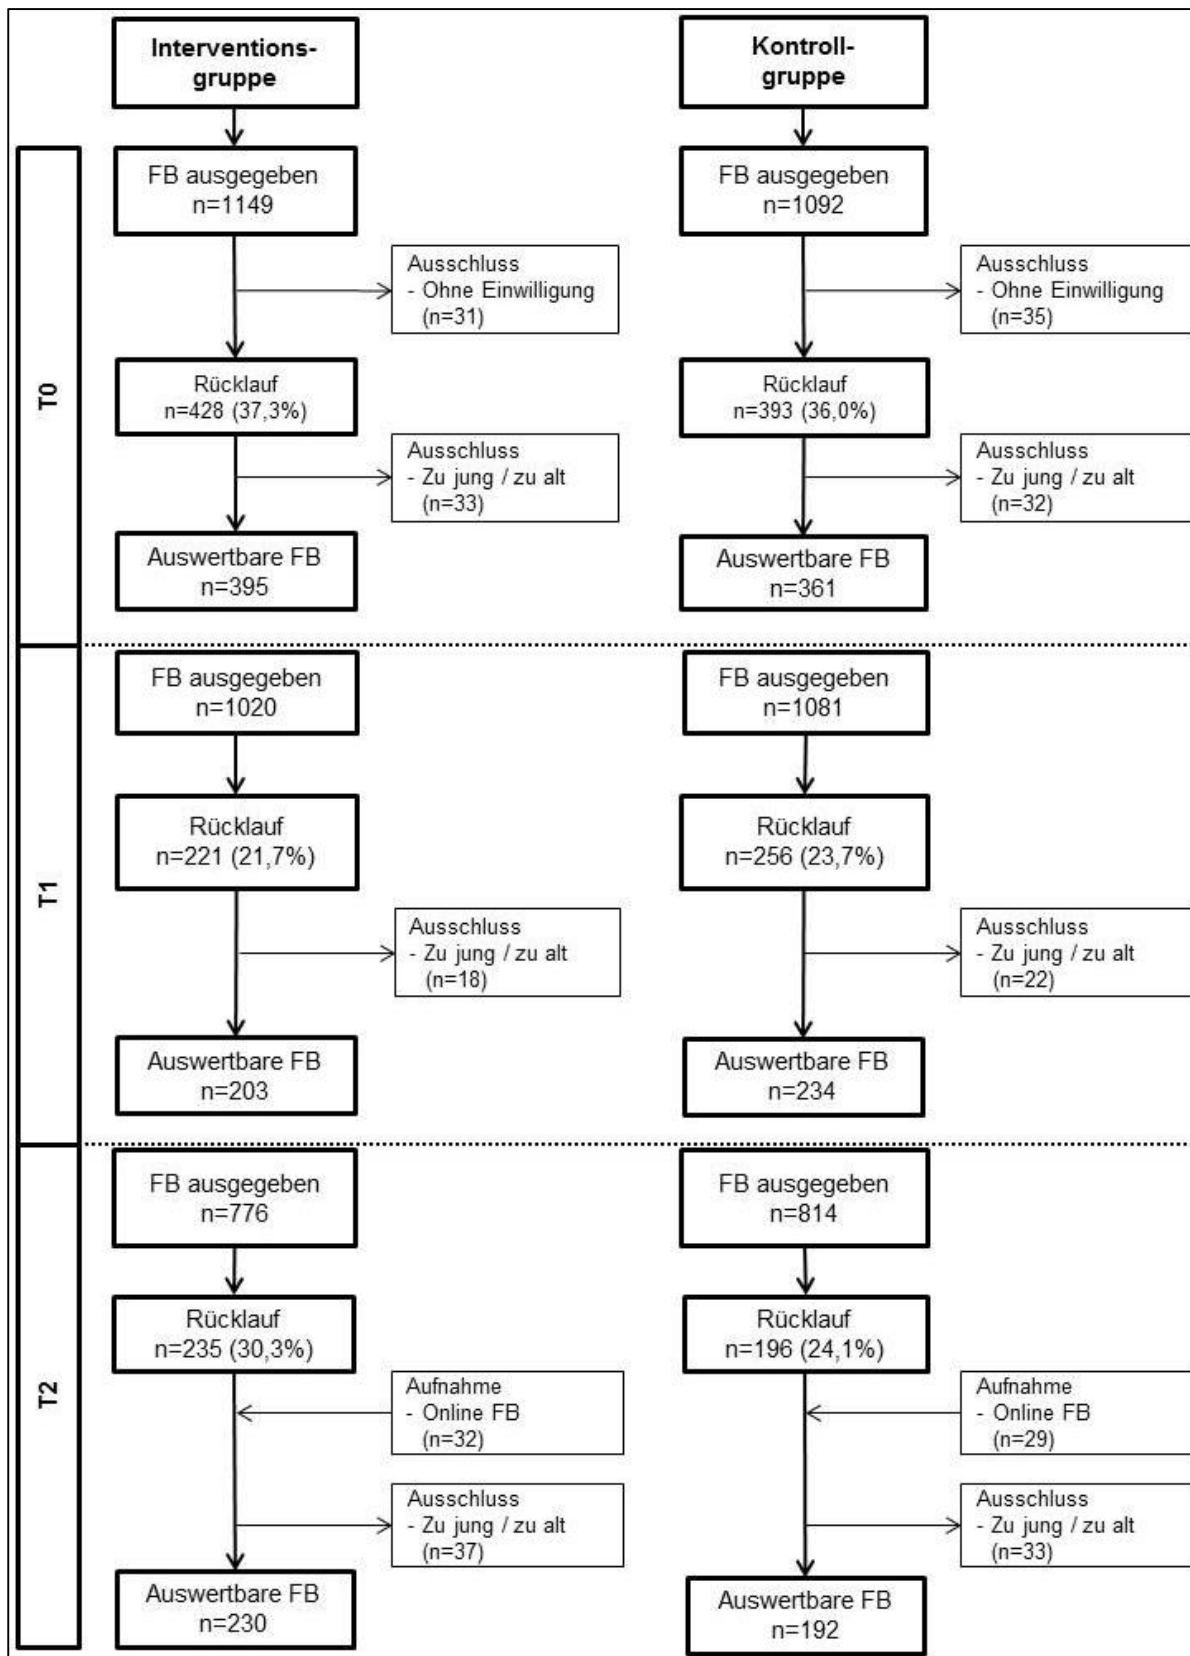 Interventions-
gruppe
Kontroll-
gruppe
T0
FB ausgegeben
n=1149
FB ausgegeben
n=1092
Ausschluss
- Ohne Einwilligung
(n=31)
Ausschluss
- Ohne Einwilligung
(n=35)
Rücklauf
n=428 (37,3%)
Rücklauf
n=393 (36,0%)
Ausschluss
- Zu jung / zu alt
(n=33)
Ausschluss
- Zu jung / zu alt
(n=32)
Auswertbare FB
n=395
Auswertbare FB
n=361
T1
FB ausgegeben
n=1020
FB ausgegeben
n=1081
Rücklauf
n=221 (21,7%)
Rücklauf
n=256 (23,7%)
Ausschluss
- Zu jung / zu alt
(n=18)
Ausschluss
- Zu jung / zu alt
(n=22)
Auswertbare FB
n=203
Auswertbare FB
n=234
T2
FB ausgegeben
n=776
FB ausgegeben
n=814
Rücklauf
n=235 (30,3%)
Rücklauf
n=196 (24,1%)
Aufnahme
- Online FB
(n=32)
Aufnahme
- Online FB
(n=29)
Ausschluss
- Zu jung / zu alt
(n=37)
Ausschluss
- Zu jung / zu alt
(n=33)
Auswertbare FB
n=230
Auswertbare FB
n=192